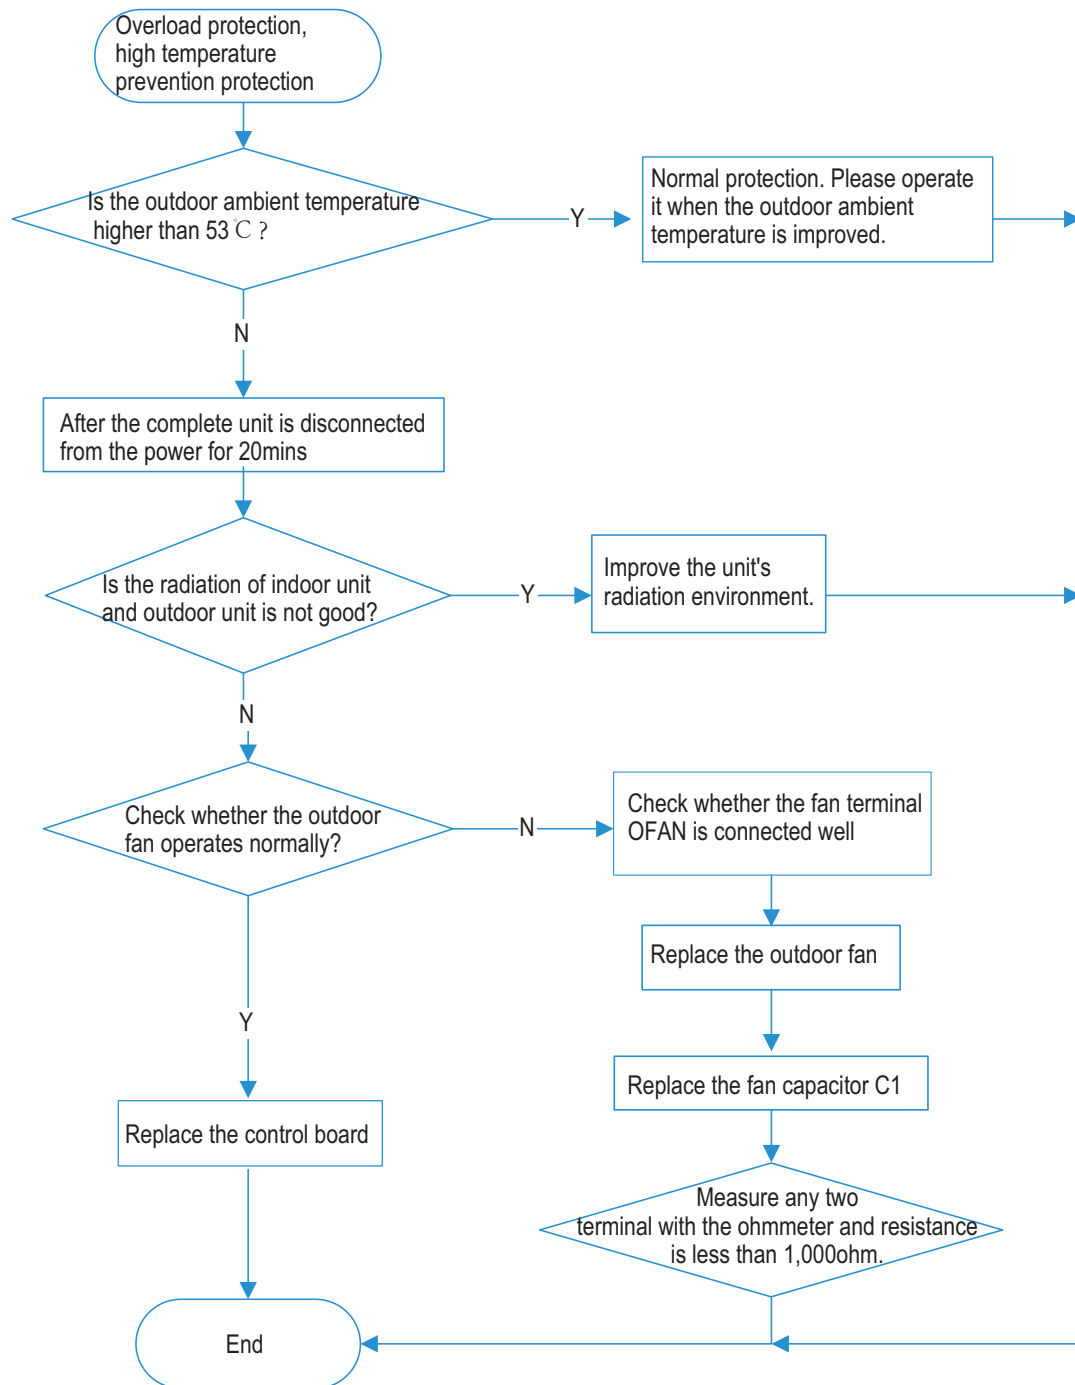 Overload protection,
high temperature
prevention protection
Is the outdoor ambient temperature
higher than 53℃ ?
Y
Normal protection. Please operate
it when the outdoor ambient
temperature is improved.
N
After the complete unit is disconnected
from the power for 20mins
Is the radiation of indoor unit
and outdoor unit is not good?
Y
Improve the unit's
radiation environment.
N
Check whether the outdoor
fan operates normally?
N
Check whether the fan terminal
OFAN is connected well
Replace the outdoor fan
Y
Replace the fan capacitor C1
Replace the control board
Measure any two
terminal with the ohmmeter and resistance
is less than 1,000ohm.
End